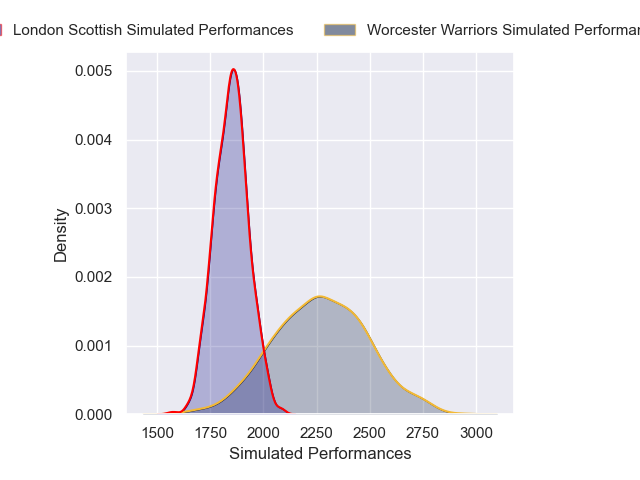 London Scottish Simulated Performances
Worcester Warriors Simulated
0.005
0.004
0.003
0.002
0.001
0.000
Density
1500 1750 2000 2250 2500 2750 3000
Simulated Performances